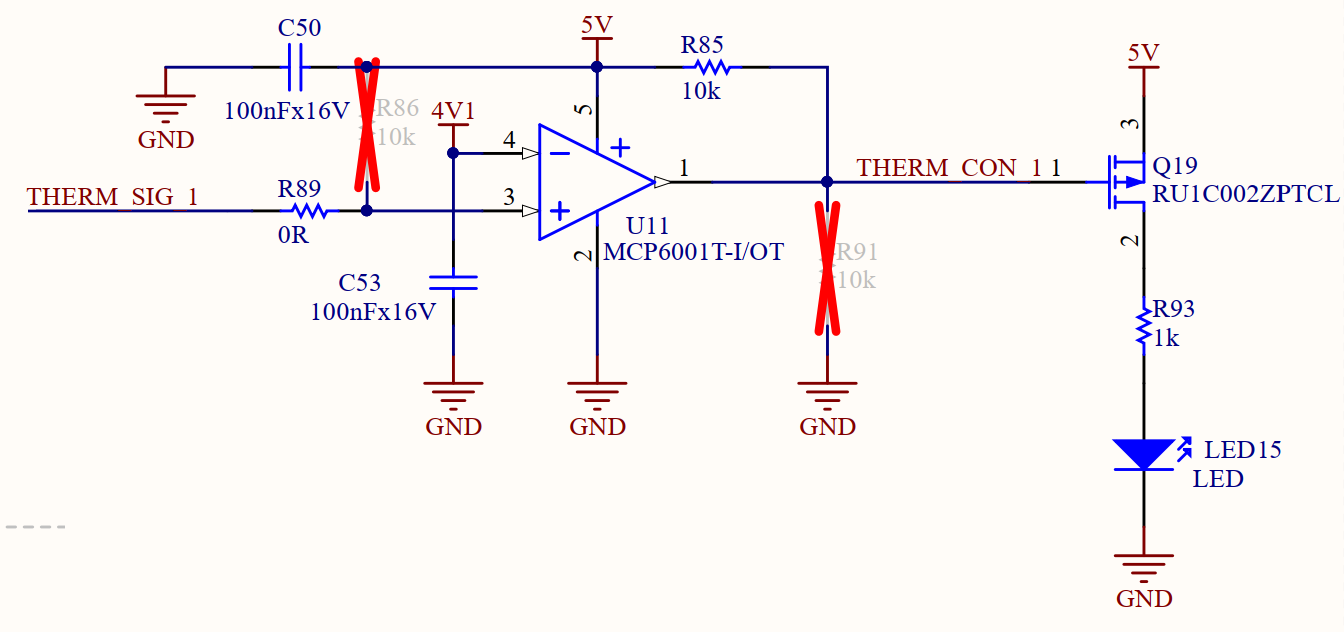 C50
5V
R85
5V
100nFx16V
R86
10k
4V1
5
10k
GND
4
3
THERM_SIG_1
R89
1
THERM_CON_1
1
Q19
RU1C002ZPTCL
0R
3
U11
MCP6001T-I/OT
2
2
R91
10k
C53
100nFx16V
R93
1k
GND
GND
GND
LED15
LED
GND